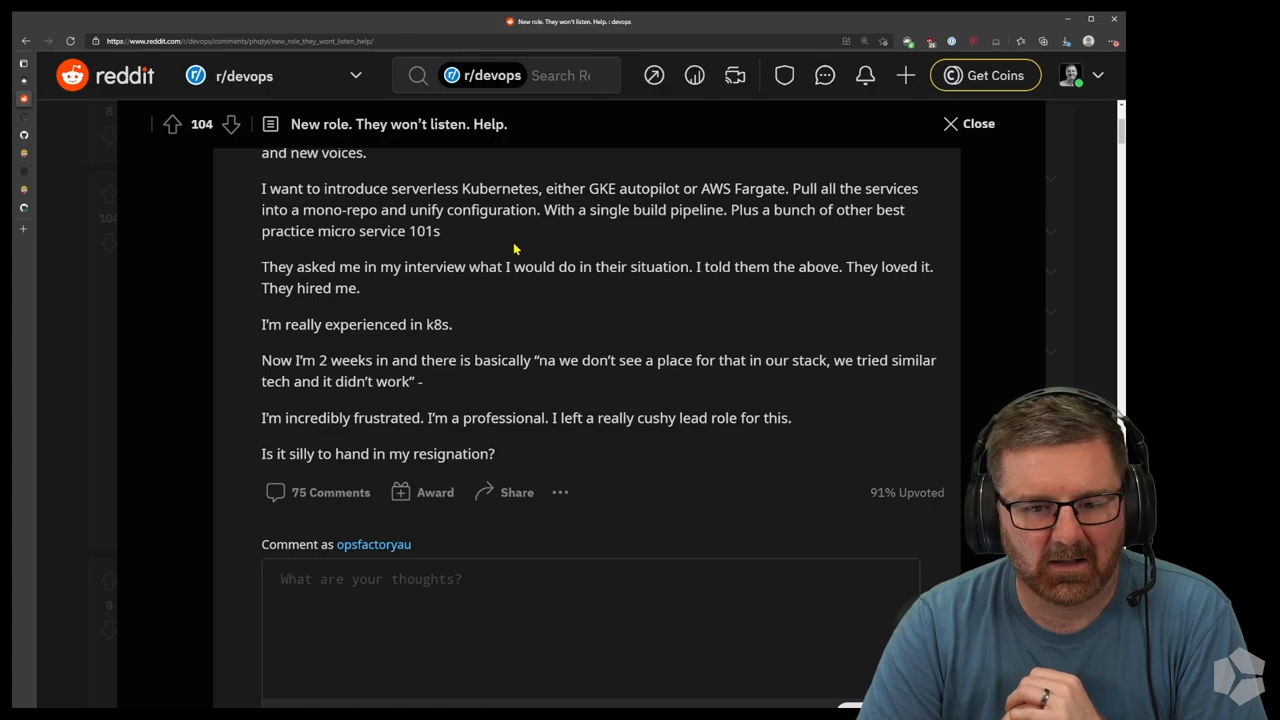 New role. They won't listen. Help. : devops
https://www.reddit.com/r/devops/comments/phqtyi/new_role_they_wont_listen_help/
reddit
r/devops
r/devops
Get Coins
104
New role. They won’t listen. Help.
Close
and new voices.
I want to introduce serverless Kubernetes, either GKE autopilot or AWS Fargate. Pull all the services
into a mono-repo and unify configuration. With a single build pipeline. Plus a bunch of other best
practice micro service 101s
They asked me in my interview what I would do in their situation. I told them the above. They loved it.
They hired me.
I’m really experienced in k8s.
Now I’m 2 weeks in and there is basically “na we don’t see a place for that in our stack, we tried similar
tech and it didn’t work“ -
I’m incredibly frustrated. I’m a professional. I left a really cushy lead role for this.
Is it silly to hand in my resignation?
75 Comments
Award
Share
91% Upvoted
Comment as opsfactoryau
What are your thoughts?